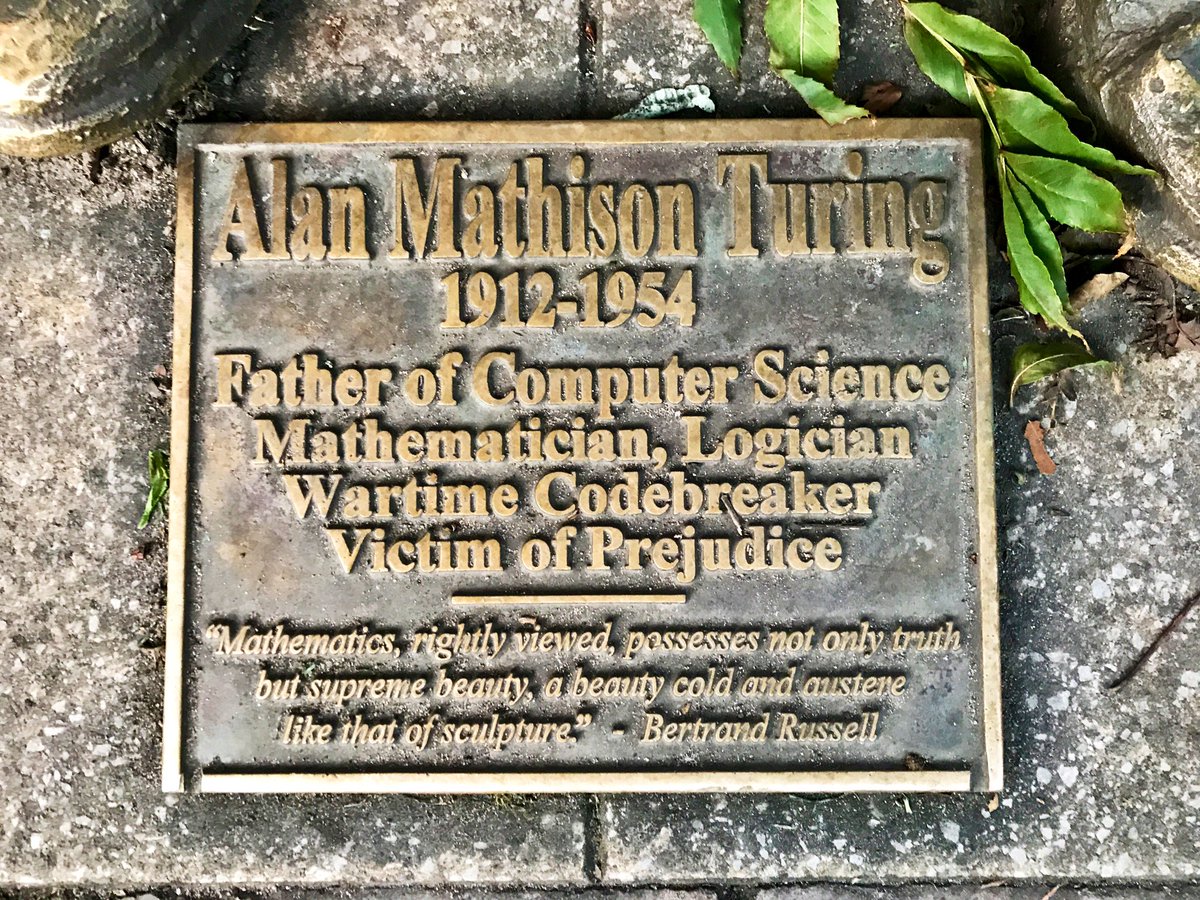 Alan Mathison Turing
1912-1954
Father of Computer Science
Mathematician, Logician
Wartime Codebreaker
Victim of Prejudice
“Mathematics, rightly viewed, possesses not only truth
but supreme beauty, a beauty cold and austere
like that of sculpture.” - Bertrand Russell